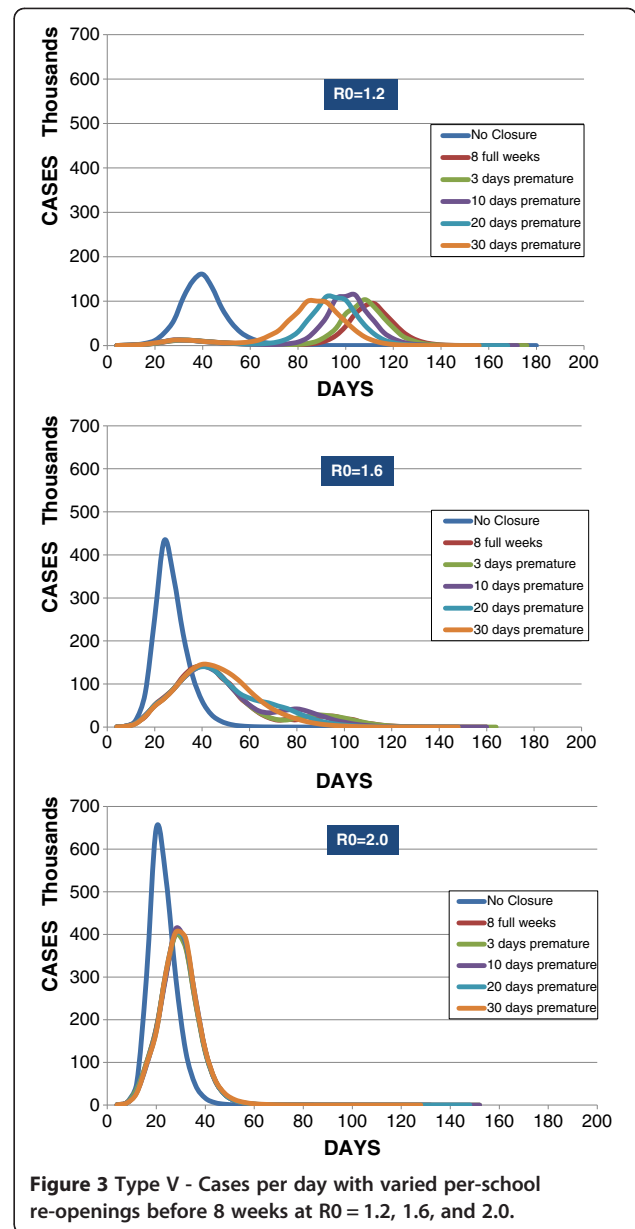 CASES Thousands
700
600
500
400
300
200
100
0
R0=1.2
No Closure
8 full weeks
3 days premature
10 days premature
20 days premature
30 days premature
0 20 40 60 80 100 120 140 160 180 200
DAYS
CASES Thousands
700
600
500
400
300
200
100
0
R0=1.6
No Closure
8 full weeks
3 days premature
10 days premature
20 days premature
30 days premature
0 20 40 60 80 100 120 140 160 180 200
DAYS
CASES Thousands
700
600
500
400
300
200
100
0
R0=2.0
No Closure
8 full weeks
3 days premature
10 days premature
20 days premature
30 days premature
0 20 40 60 80 100 120 140 160 180 200
DAYS
Figure 3 Type V - Cases per day with varied per-school
re-openings before 8 weeks at R0 = 1.2, 1.6, and 2.0.